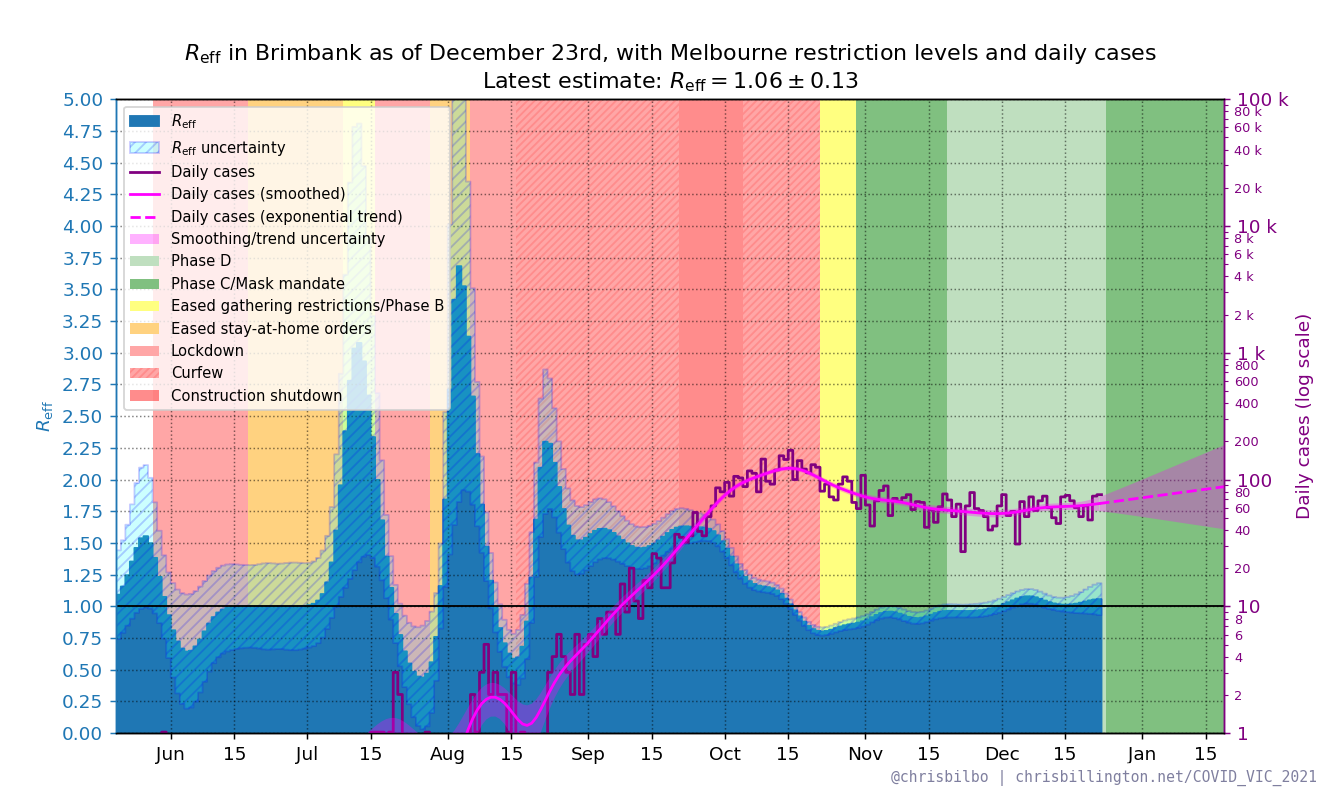 R_eff in Brimbank as of December 23rd, with Melbourne restriction levels and daily cases
Latest estimate: R_eff = 1.06 ± 0.13
5.00
4.75
4.50
4.25
4.00
3.75
3.50
3.25
3.00
2.75
2.50
2.25
2.00
1.75
1.50
1.25
1.00
0.75
0.50
0.25
0.00
R_eff
R_eff
R_eff uncertainty
Daily cases
Daily cases (smoothed)
Daily cases (exponential trend)
Smoothing/trend uncertainty
Phase D
Phase C/Mask mandate
Eased gathering restrictions/Phase B
Eased stay-at-home orders
Lockdown
Curfew
Construction shutdown
100 k
80 k
60 k
40 k
20 k
10 k
8 k
6 k
4 k
2 k
1 k
800
600
400
200
100
80
60
40
20
10
8
6
4
2
1
Daily cases (log scale)
Jun 15 Jul 15 Aug 15 Sep 15 Oct 15 Nov 15 Dec 15 Jan 15
@chrisbilbo | chrisbillington.net/COVID_VIC_2021